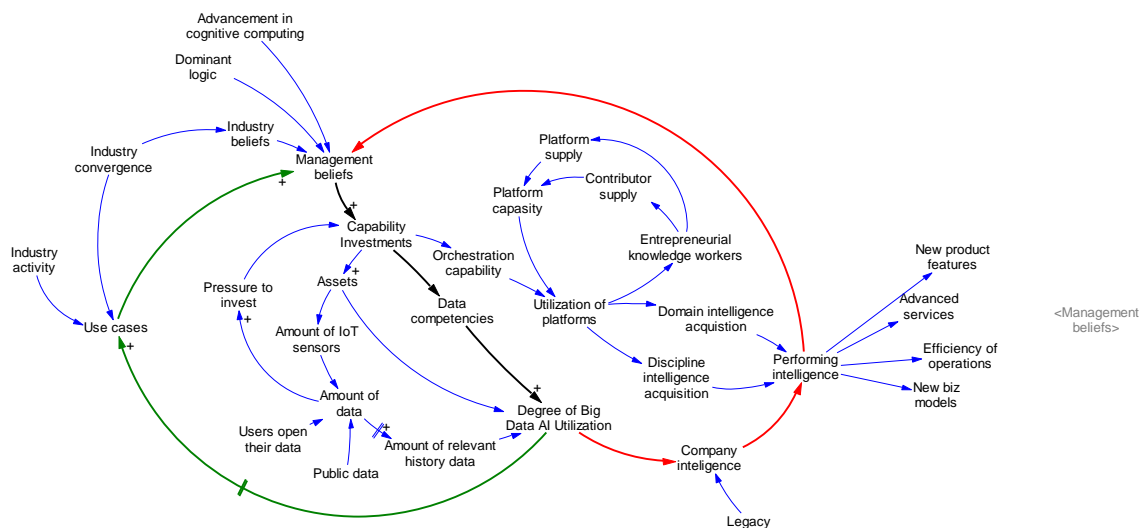 Advancement in
cognitive computing
Dominant
logic
Industry
beliefs
Industry
convergence
Management
beliefs
+
+
Platform
supply
Contributor
supply
Platform
capasity
Capability
Investments
Entrepreneurial
knowledge workers
Orchestration
capability
Industry
activity
New product
features
Pressure to
invest
+
Assets
+
Utilization of
platforms
Data
competencies
Domain intelligence
acquistion
Advanced
services
<Management
beliefs>
Use cases
+
Amount of IoT
sensors
Discipline
intelligence
acquisition
Performing
intelligence
Efficiency of
operations
New biz
models
Amount of
data
+
Degree of Big
Data AI Utilization
Users open
their data
+
Amount of relevant
history data
Public data
Company
inteligence
Legacy